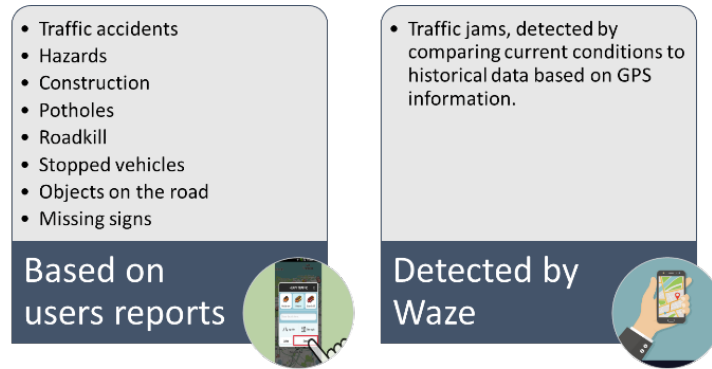 • Traffic accidents
• Hazards
• Construction
• Potholes
• Roadkill
• Stopped vehicles
• Objects on the road
• Missing signs
Based on
users reports
• Traffic jams, detected by
comparing current conditions to
historical data based on GPS
information.
Detected by
Waze